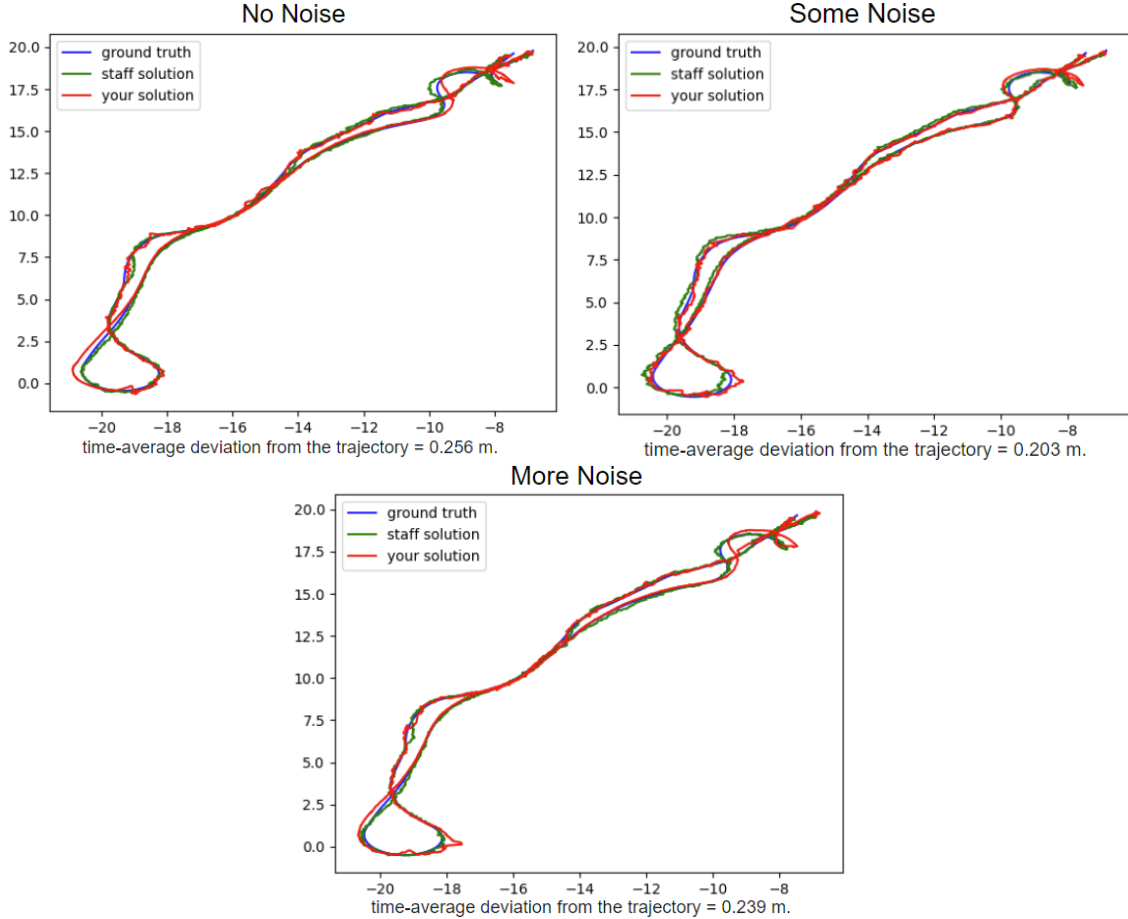 No Noise
ground truth
staff solution
your solution
20.0
17.5
15.0
12.5
10.0
7.5
5.0
2.5
0.0
−20 −18 −16 −14 −12 −10 −8
time-average deviation from the trajectory = 0.256 m.
Some Noise
ground truth
staff solution
your solution
20.0
17.5
15.0
12.5
10.0
7.5
5.0
2.5
0.0
−20 −18 −16 −14 −12 −10 −8
time-average deviation from the trajectory = 0.203 m.
More Noise
ground truth
staff solution
your solution
20.0
17.5
15.0
12.5
10.0
7.5
5.0
2.5
0.0
−20 −18 −16 −14 −12 −10 −8
time-average deviation from the trajectory = 0.239 m.